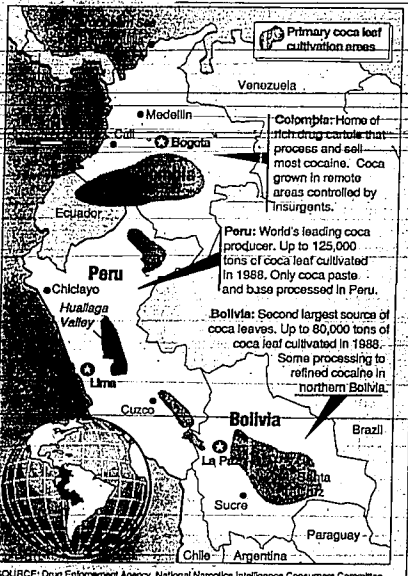 Primary coca leaf
cultivation areas
Venezuela
Medellin
Cali
Bogota
Colombia: Home of
rich drug cartels that
process and sell
most cocaine. Coca
grown in remote
areas controlled by
insurgents.
Ecuador
Peru: World's leading coca
producer. Up to 125,000
tons of coca leaf cultivated
in 1988. Only coca paste
and base processed in Peru.
Peru
Chiclayo
Huallaga
Valley
Bolivia: Second largest source of
coca leaves. Up to 80,000 tons of
coca leaf cultivated in 1988.
Some processing to
refined cocaine in
northern Bolivia.
Lima
Cuzco
Bolivia
Brazil
La Paz
Santa
Sucre
Paraguay
Chile
Argentina
SOURCE: Drug Enforcement Agency, National Narcotics Intelligence Consumers Committee